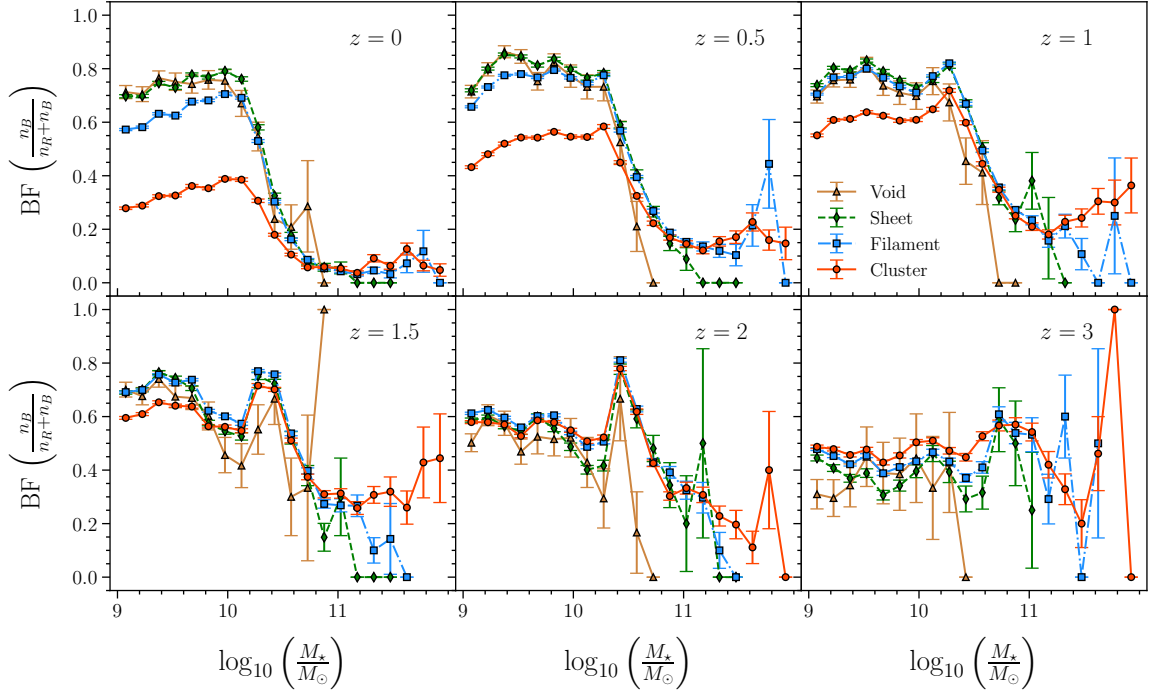 z = 0
z = 0.5
z = 1
1.0
0.8
0.6
0.4
0.2
0.0
BF ( n_B / n_R+n_B )
Void
Sheet
Filament
Cluster
z = 1.5
z = 2
z = 3
1.0
0.8
0.6
0.4
0.2
0.0
BF ( n_B / n_R+n_B )
9 10 11
9 10 11
9 10 11
log₁₀ ( M⋆ / M⊙ )
log₁₀ ( M⋆ / M⊙ )
log₁₀ ( M⋆ / M⊙ )